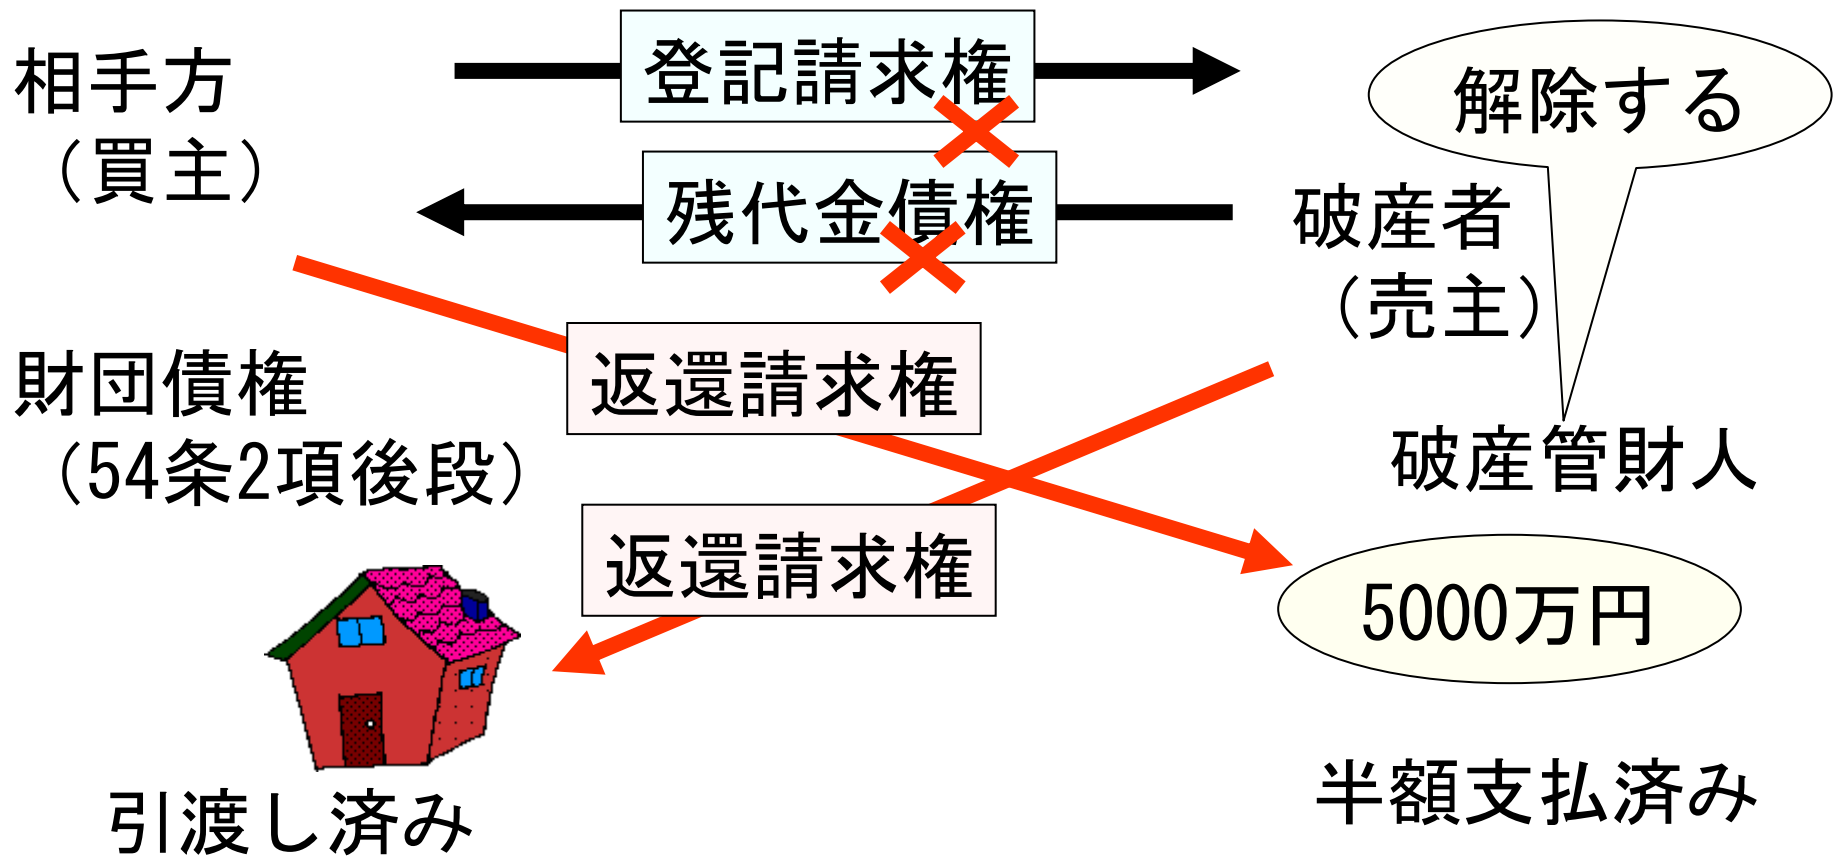 相手方
（買主）
登記請求権
残代金債権
解除する
破産者
（売主）
財団債権
（54条2項後段）
返還請求権
返還請求権
破産管財人
5000万円
引渡し済み
半額支払済み